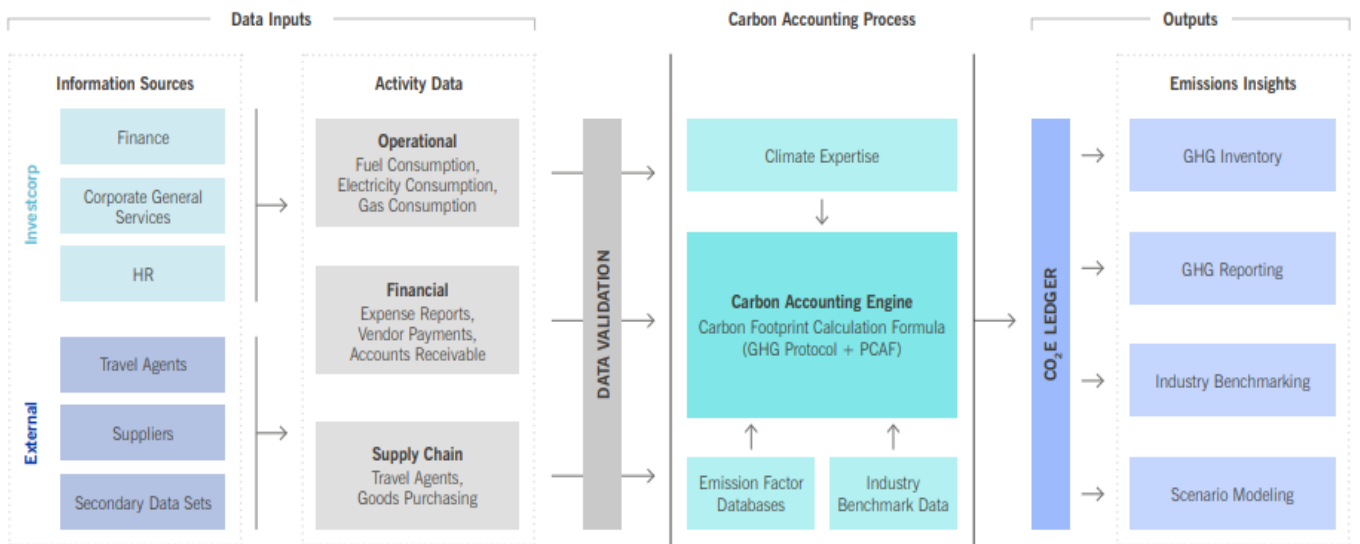 Data Inputs
Carbon Accounting Process
Outputs
Information Sources
Activity Data
Emissions Insights
Investcorp
Finance
Corporate General
Services
HR
External
Travel Agents
Suppliers
Secondary Data Sets
Operational
Fuel Consumption,
Electricity Consumption,
Gas Consumption
Financial
Expense Reports,
Vendor Payments,
Accounts Receivable
Supply Chain
Travel Agents,
Goods Purchasing
DATA VALIDATION
Climate Expertise
Carbon Accounting Engine
Carbon Footprint Calculation Formula
(GHG Protocol + PCAF)
Emission Factor
Databases
Industry
Benchmark Data
CO₂E LEDGER
GHG Inventory
GHG Reporting
Industry Benchmarking
Scenario Modeling